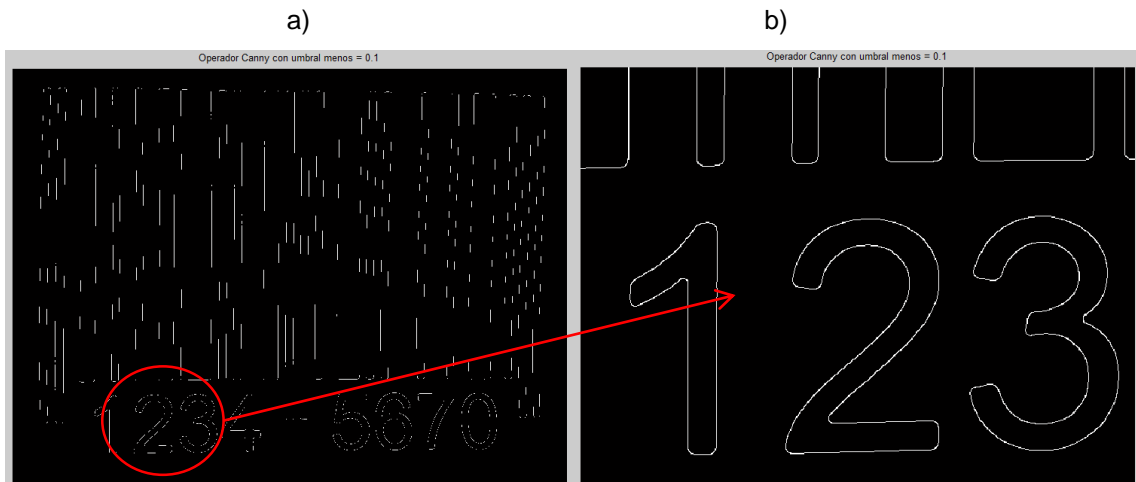 a)
b)
Operador Canny con umbral menos = 0.1
Operador Canny con umbral menos = 0.1
1234 - 5670
123